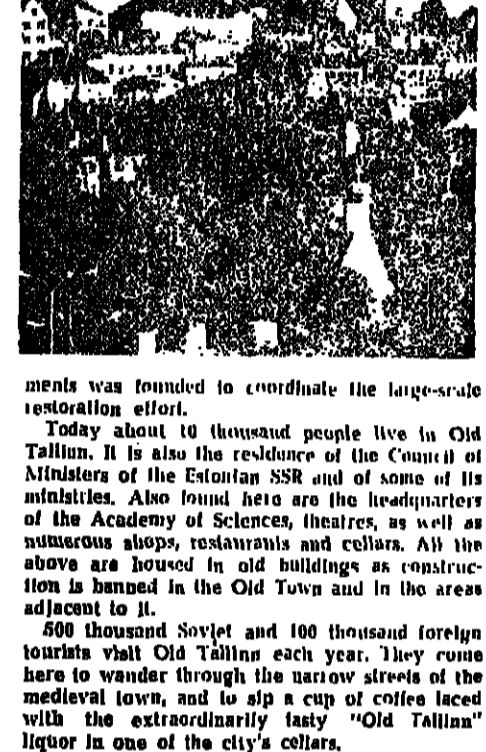 ments was founded to coordinate the large-scale
restoration effort.
Today about 10 thousand people live in Old
Tallinn. It is also the residence of the Council of
Ministers of the Estonian SSR and of some of its
ministries. Also found here are the headquarters
of the Academy of Sciences, theatres, as well as
numerous shops, restaurants and cellars. All the
above are housed in old buildings as construc-
tion is banned in the Old Town and in the areas
adjacent to it.
500 thousand Soviet and 100 thousand foreign
tourists visit Old Tallinn each year. They come
here to wander through the narrow streets of the
medieval town, and to sip a cup of coffee laced
with the extraordinarily tasty "Old Tallinn"
liquor in one of the city's cellars.